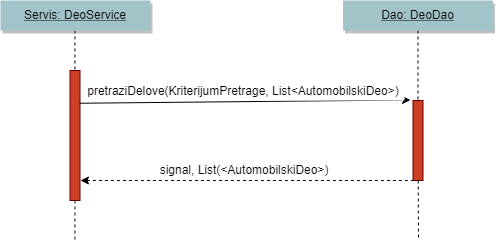 Servis: DeoService
Dao: DeoDao
pretraziDelove(KriterijumPretrage, List<AutomobilskiDeo>)
signal, List(<AutomobilskiDeo>)